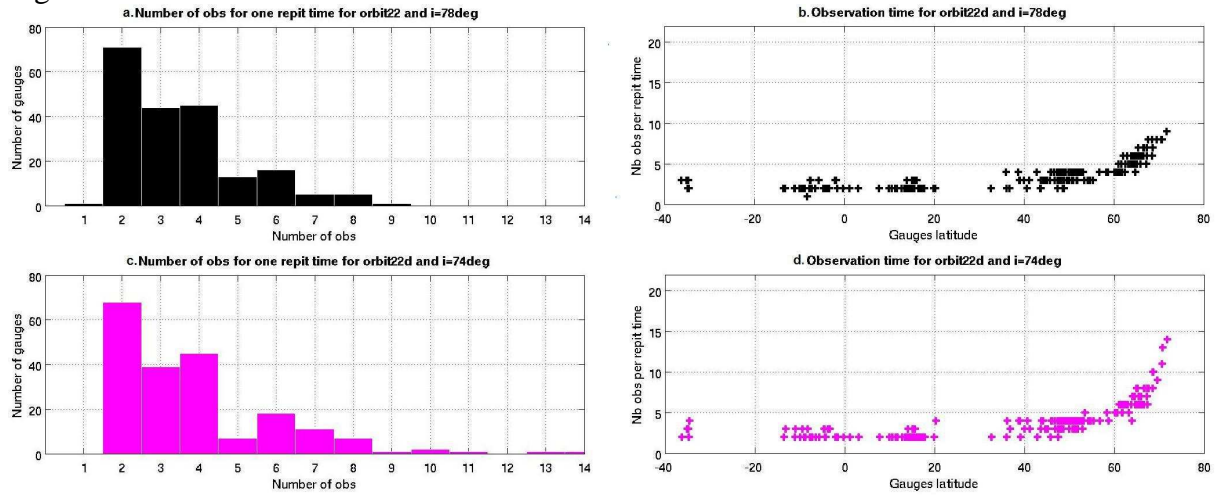 a. Number of obs for one repit time for orbit22 and i=78deg
Number of gauges
80
60
40
20
0
1 2 3 4 5 6 7 8 9 10 11 12 13 14
Number of obs
b. Observation time for orbit22d and i=78deg
Nb obs per repit time
20
15
10
5
0
-40 -20 0 20 40 60 80
Gauges latitude
c. Number of obs for one repit time for orbit22d and i=74deg
Number of gauges
80
60
40
20
0
1 2 3 4 5 6 7 8 9 10 11 12 13 14
Number of obs
d. Observation time for orbit22d and i=74deg
Nb obs per repit time
20
15
10
5
0
-40 -20 0 20 40 60 80
Gauges latitude